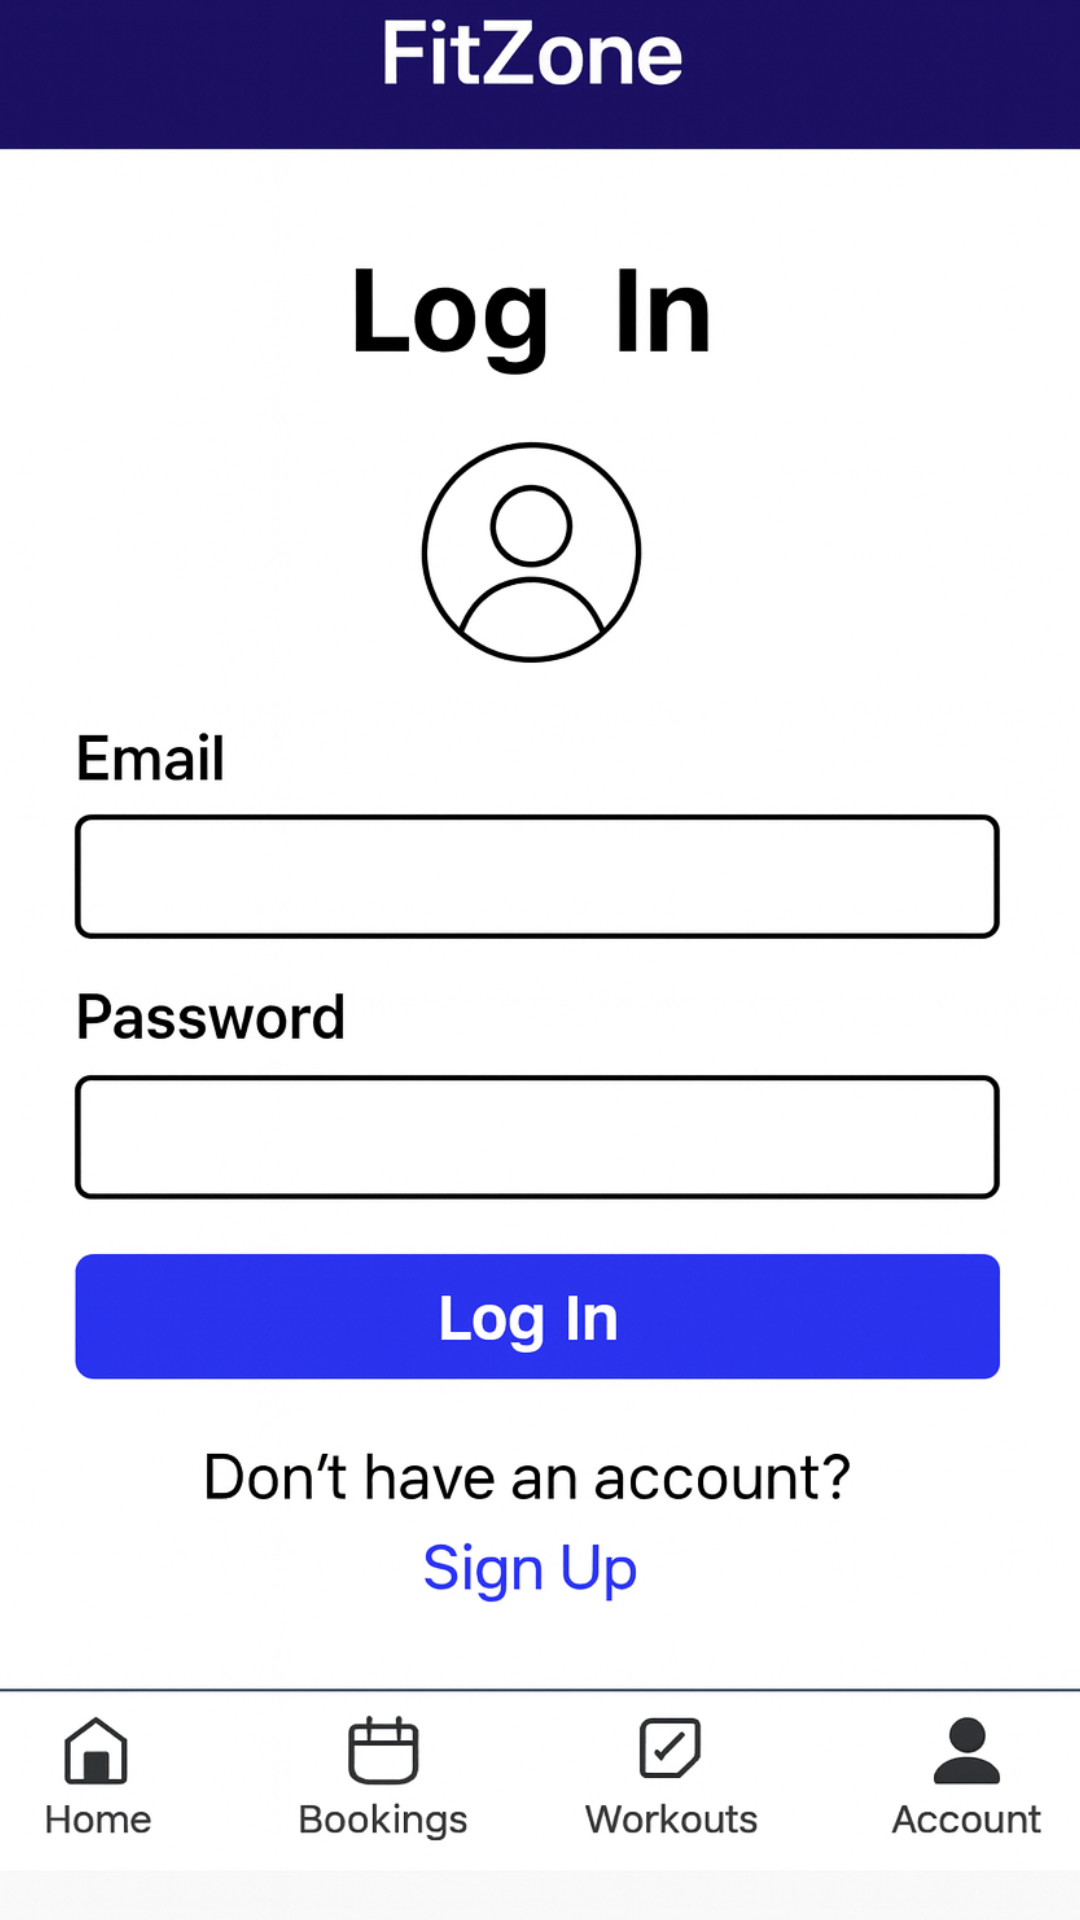 FitZone
Log In
Email
Password
Log In
Don’t have an account?
Sign Up
Home
Bookings
Workouts
Account